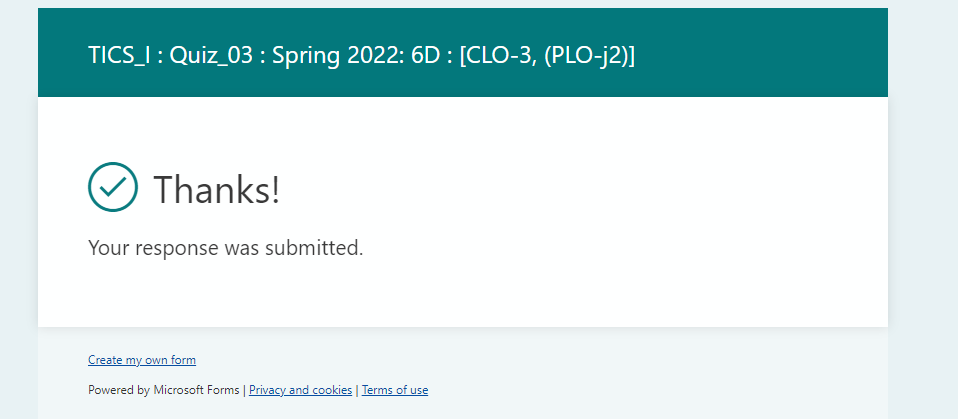 TICS_I : Quiz_03 : Spring 2022: 6D : [CLO-3, (PLO-j2)]
Thanks!
Your response was submitted.
Create my own form
Powered by Microsoft Forms | Privacy and cookies | Terms of use